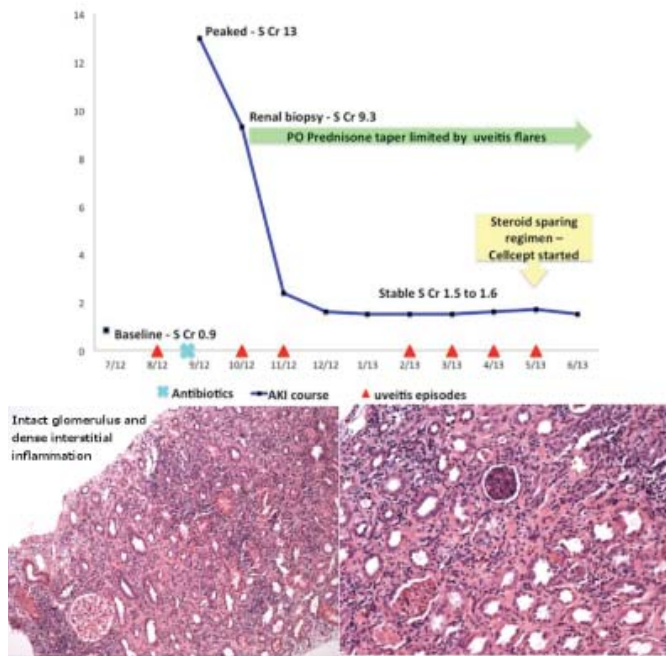 14
Peaked - S Cr 13
12
10
Renal biopsy - S Cr 9.3
PO Prednisone taper limited by uveitis flares
8
6
Steroid sparing
regimen –
Cellcept started
4
Stable S Cr 1.5 to 1.6
2
Baseline - S Cr 0.9
0
7/12 8/12 9/12 10/12 11/12 12/12 1/13 2/13 3/13 4/13 5/13 6/13
Antibiotics AKI course uveitis episodes
Intact glomerulus and
dense interstitial
inflammation